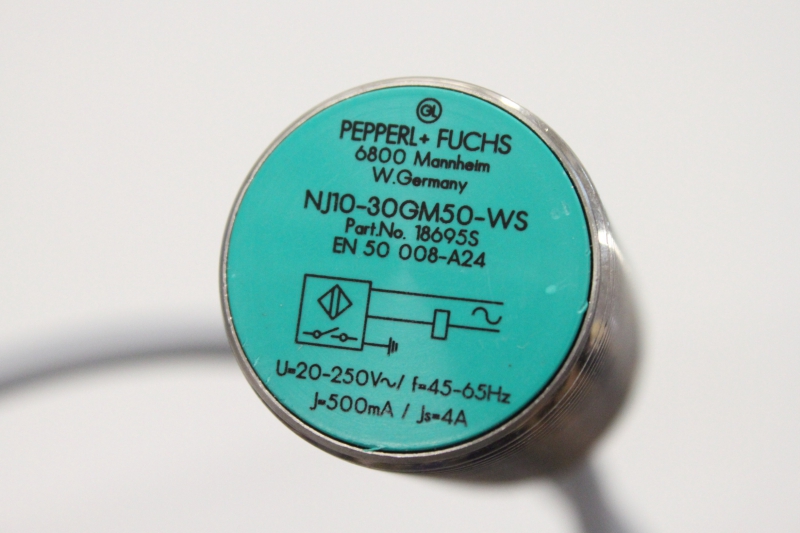 GL
PEPPERL+ FUCHS
6800 Mannheim
W.Germany
NJ10-30GM50-WS
Part.No. 18695S
EN 50 008-A24
U=20-250V~/ f=45-65Hz
J=500mA / Js=4A